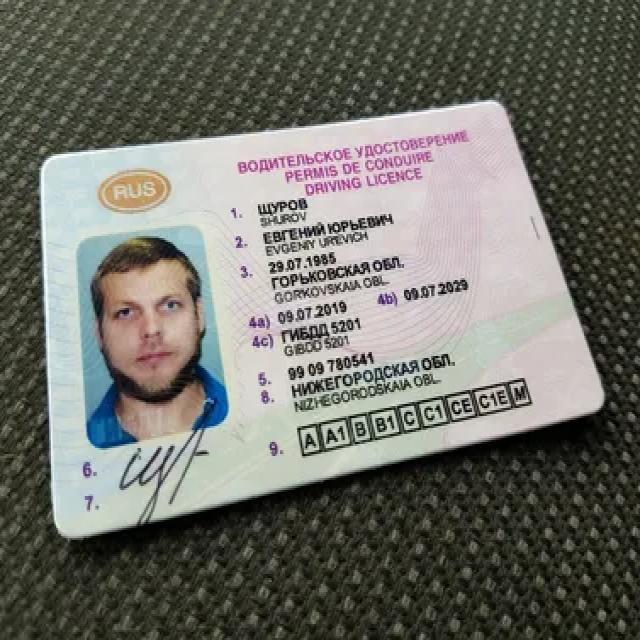 RUS
ВОДИТЕЛЬСКОЕ УДОСТОВЕРЕНИЕ
PERMIS DE CONDUIRE
DRIVING LICENCE
1. ЩУРОВ
SHUROV
2. ЕВГЕНИЙ ЮРЬЕВИЧ
EVGENIY UREVICH
3. 29.07.1985
ГОРЬКОВСКАЯ ОБЛ.
GORKOVSKAIA OBL.
4a) 09.07.2019 4b) 09.07.2029
4c) ГИБДД 5201
GIBDD 5201
5. 99 09 780541
8. НИЖЕГОРОДСКАЯ ОБЛ.
NIZHEGORODSKAIA OBL.
9. A A1 B B1 C C1 CE C1E M
6.
7.